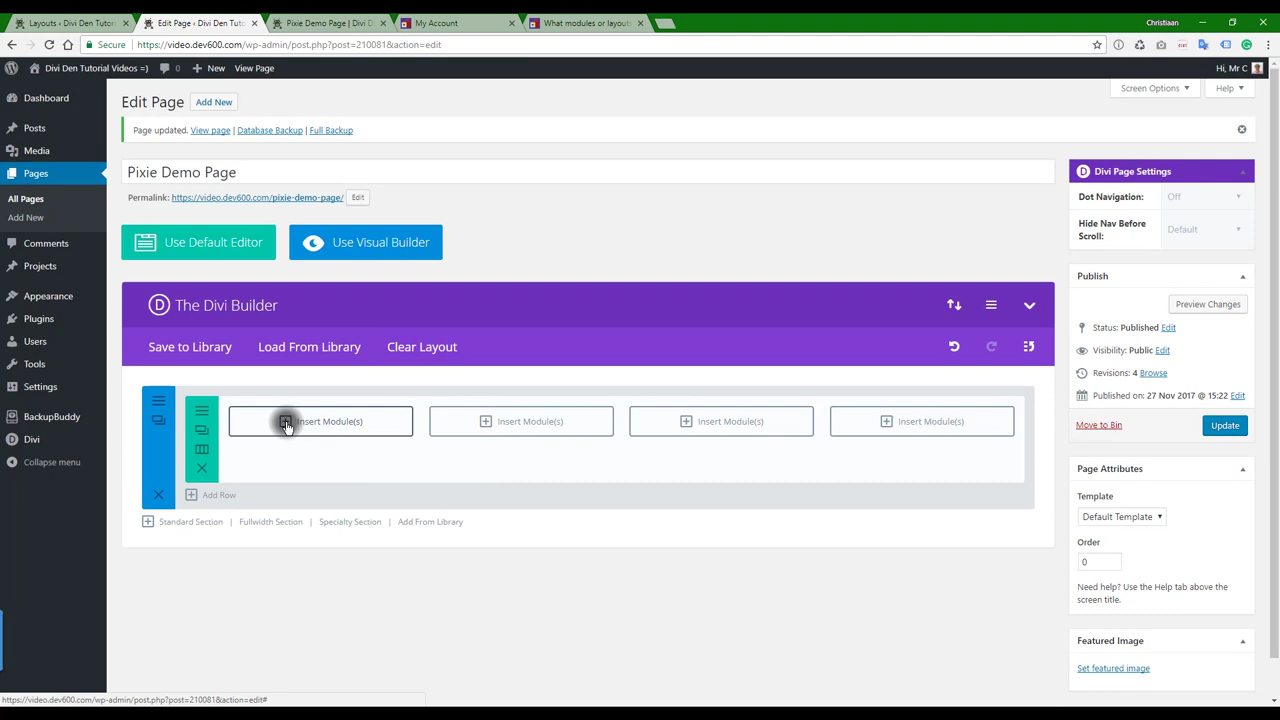 Layouts ‹ Divi Den Tutori
Edit Page ‹ Divi Den Tuto
Pixie Demo Page | Divi D
My Account
What modules or layouts
Christiaan
Secure
https://video.dev600.com/wp-admin/post.php?post=210081&action=edit
Divi Den Tutorial Videos =)
0
New
View Page
Hi, Mr C
Dashboard
Posts
Media
Pages
All Pages
Add New
Comments
Projects
Appearance
Plugins
Users
Tools
Settings
BackupBuddy
Divi
Collapse menu
Edit Page
Add New
Screen Options ▼
Help ▼
Page updated. View page | Database Backup | Full Backup
Pixie Demo Page
Permalink: https://video.dev600.com/pixie-demo-page/ Edit
Use Default Editor
Use Visual Builder
D The Divi Builder
Save to Library
Load From Library
Clear Layout
Insert Module(s)
Insert Module(s)
Insert Module(s)
Insert Module(s)
Add Row
Standard Section | Fullwidth Section | Specialty Section | Add From Library
D Divi Page Settings
Dot Navigation: Off
Hide Nav Before Scroll: Default
Publish
Preview Changes
Status: Published Edit
Visibility: Public Edit
Revisions: 4 Browse
Published on: 27 Nov 2017 @ 15:22 Edit
Move to Bin
Update
Page Attributes
Template
Default Template
Order
0
Need help? Use the Help tab above the
screen title.
Featured Image
Set featured image
https://video.dev600.com/wp-admin/post.php?post=210081&action=edit#